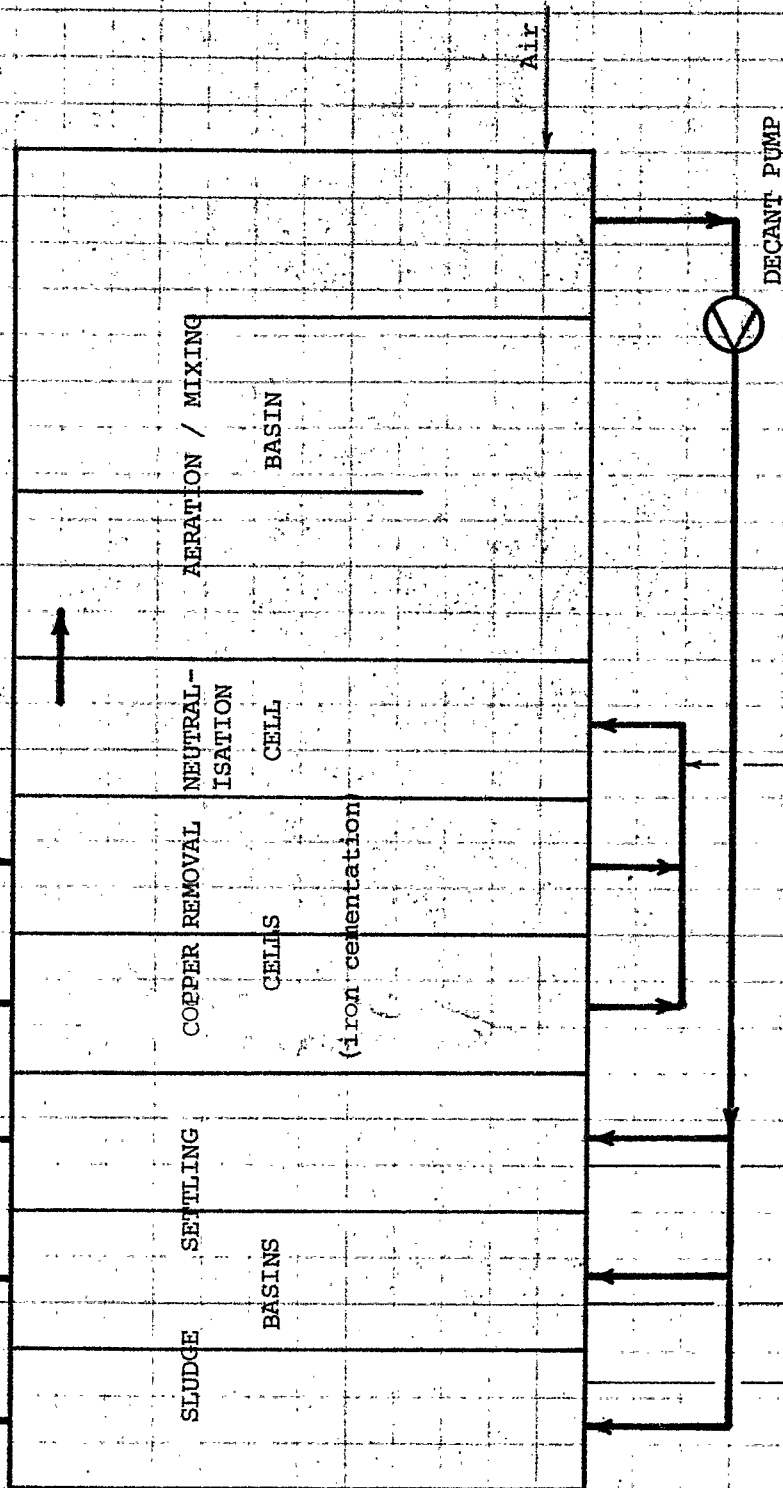 SLUDGE SETTLING
BASINS
COPPER REMOVAL
CELLS
(iron cementation)
NEUTRAL-
ISATION
CELL
AERATION / MIXING
BASIN
Air
DECANT PUMP